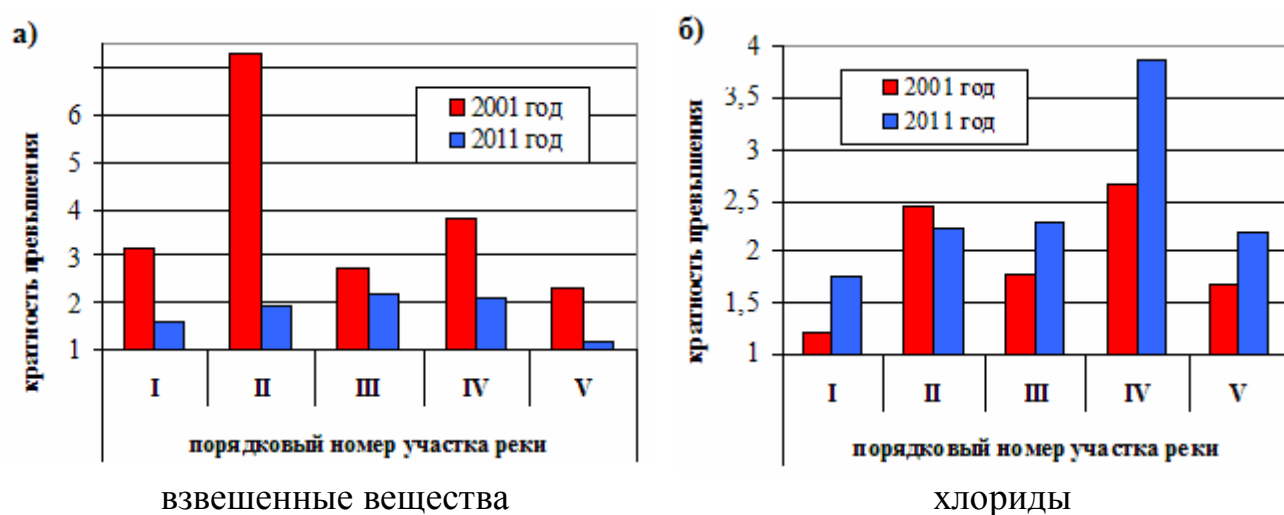 а)
кратность превышения
6
5
4
3
2
1
2001 год
2011 год
I II III IV V
порядковый номер участка реки
взвешенные вещества
б)
кратность превышения
4
3,5
3
2,5
2
1,5
1
2001 год
2011 год
I II III IV V
порядковый номер участка реки
хлориды